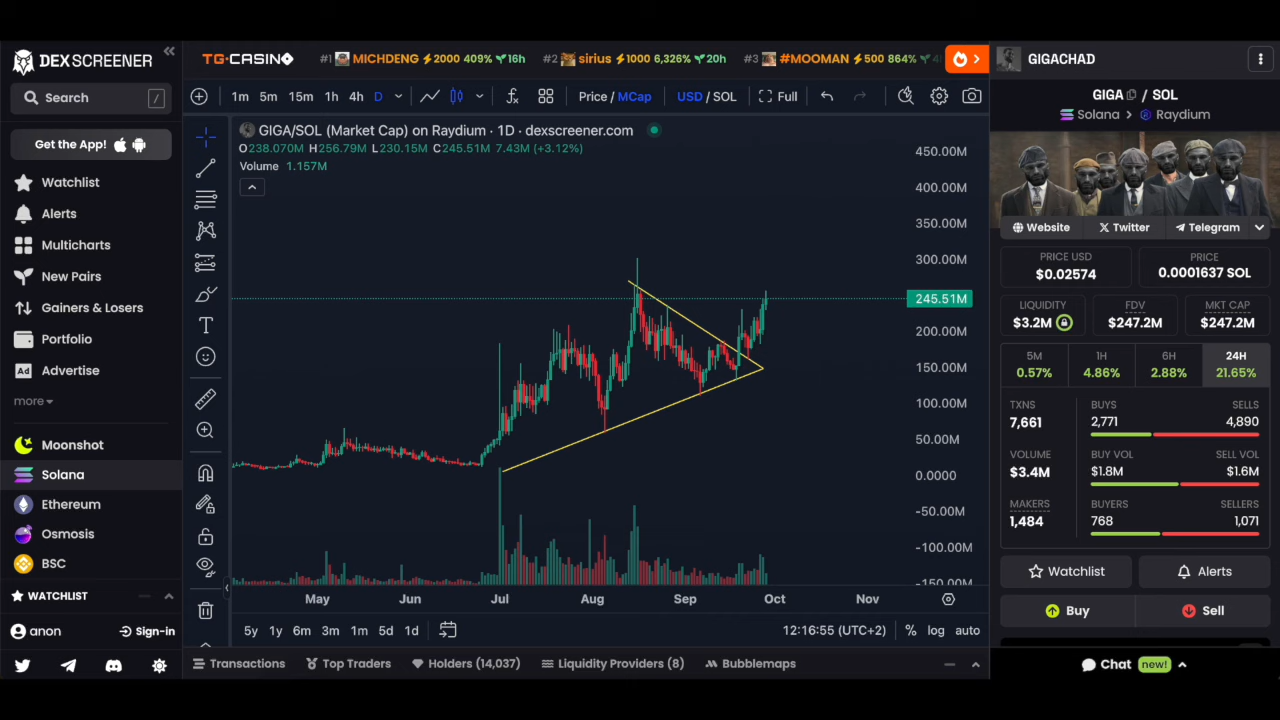 DEX SCREENER
Search /
Get the App!
Watchlist
Alerts
Multicharts
New Pairs
Gainers & Losers
Portfolio
Ad Advertise
more
Moonshot
Solana
Ethereum
Osmosis
BSC
WATCHLIST
anon Sign-in
TG.CASINO #1 MICHDENG 2000 409% 16h #2 sirius 1000 6,326% 20h #3 #MOOMAN 500 864%
1m 5m 15m 1h 4h D Price / MCap USD / SOL Full
GIGA/SOL (Market Cap) on Raydium · 1D · dexscreener.com
O238.070M H256.79M L230.15M C245.51M 7.43M (+3.12%)
Volume 1.157M
450.00M
400.00M
350.00M
300.00M
245.51M
200.00M
150.00M
100.00M
50.00M
0.0000
-50.00M
-100.00M
-150.00M
May Jun Jul Aug Sep Oct Nov
5y 1y 6m 3m 1m 5d 1d 12:16:55 (UTC+2) % log auto
Transactions Top Traders Holders (14,037) Liquidity Providers (8) Bubblemaps
GIGACHAD
GIGA / SOL
Solana > Raydium
Website Twitter Telegram
PRICE USD PRICE
$0.02574 0.0001637 SOL
LIQUIDITY FDV MKT CAP
$3.2M $247.2M $247.2M
5M 1H 6H 24H
0.57% 4.86% 2.88% 21.65%
TXNS BUYS SELLS
7,661 2,771 4,890
VOLUME BUY VOL SELL VOL
$3.4M $1.8M $1.6M
MAKERS BUYERS SELLERS
1,484 768 1,071
Watchlist Alerts
Buy Sell
Chat new!